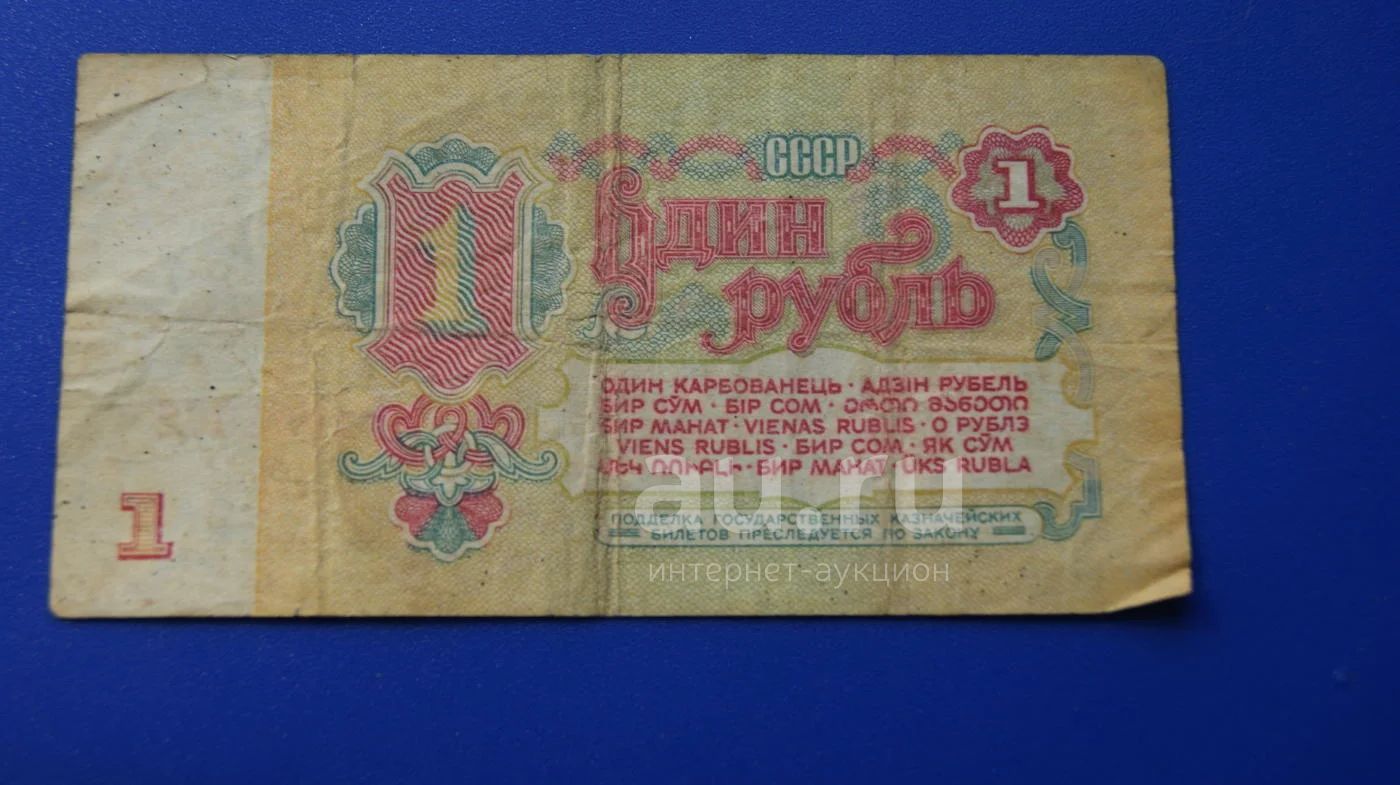 СССР
1
1
Один
рубль
ОДИН КАРБОВАНЕЦЬ · АДЗІН РУБЕЛЬ
БИР СЎМ · БІР СОМ · ᲔᲠᲗᲘ ᲛᲐᲜᲔᲗᲘ
БИР МАНАТ · VIENAS RUBLIS · О РУБЛЭ
VIENS RUBLIS · БИР СОМ · ЯК СЎМ
ՄԵԿ ՌՈՒԲԼԻ · БИР МАНАТ · ÜKS RUBLA
ПОДДЕЛКА ГОСУДАРСТВЕННЫХ КАЗНАЧЕЙСКИХ
БИЛЕТОВ ПРЕСЛЕДУЕТСЯ ПО ЗАКОНУ
1
au.ru
интернет-аукцион